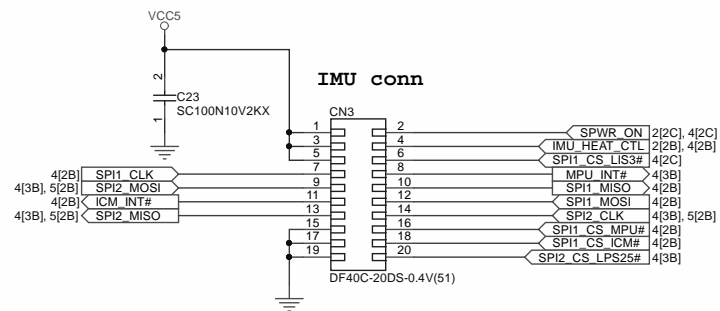 VCC5
2
C23
SC100N10V2KX
1
IMU conn
CN3
1 2 SPWR_ON 2[2C], 4[2C]
3 4 IMU_HEAT_CTL 2[2B], 4[2B]
5 6 SPI1_CS_LIS3# 4[2C]
4[2B] SPI1_CLK 7 8 MPU_INT# 4[3B]
4[3B], 5[2B] SPI2_MOSI 9 10 SPI1_MISO 4[2B]
4[2B] ICM_INT# 11 12 SPI1_MOSI 4[2B]
4[3B], 5[2B] SPI2_MISO 13 14 SPI2_CLK 4[3B], 5[2B]
15 16 SPI1_CS_MPU# 4[2B]
17 18 SPI1_CS_ICM# 4[2B]
19 20 SPI2_CS_LPS25# 4[3B]
DF40C-20DS-0.4V(51)